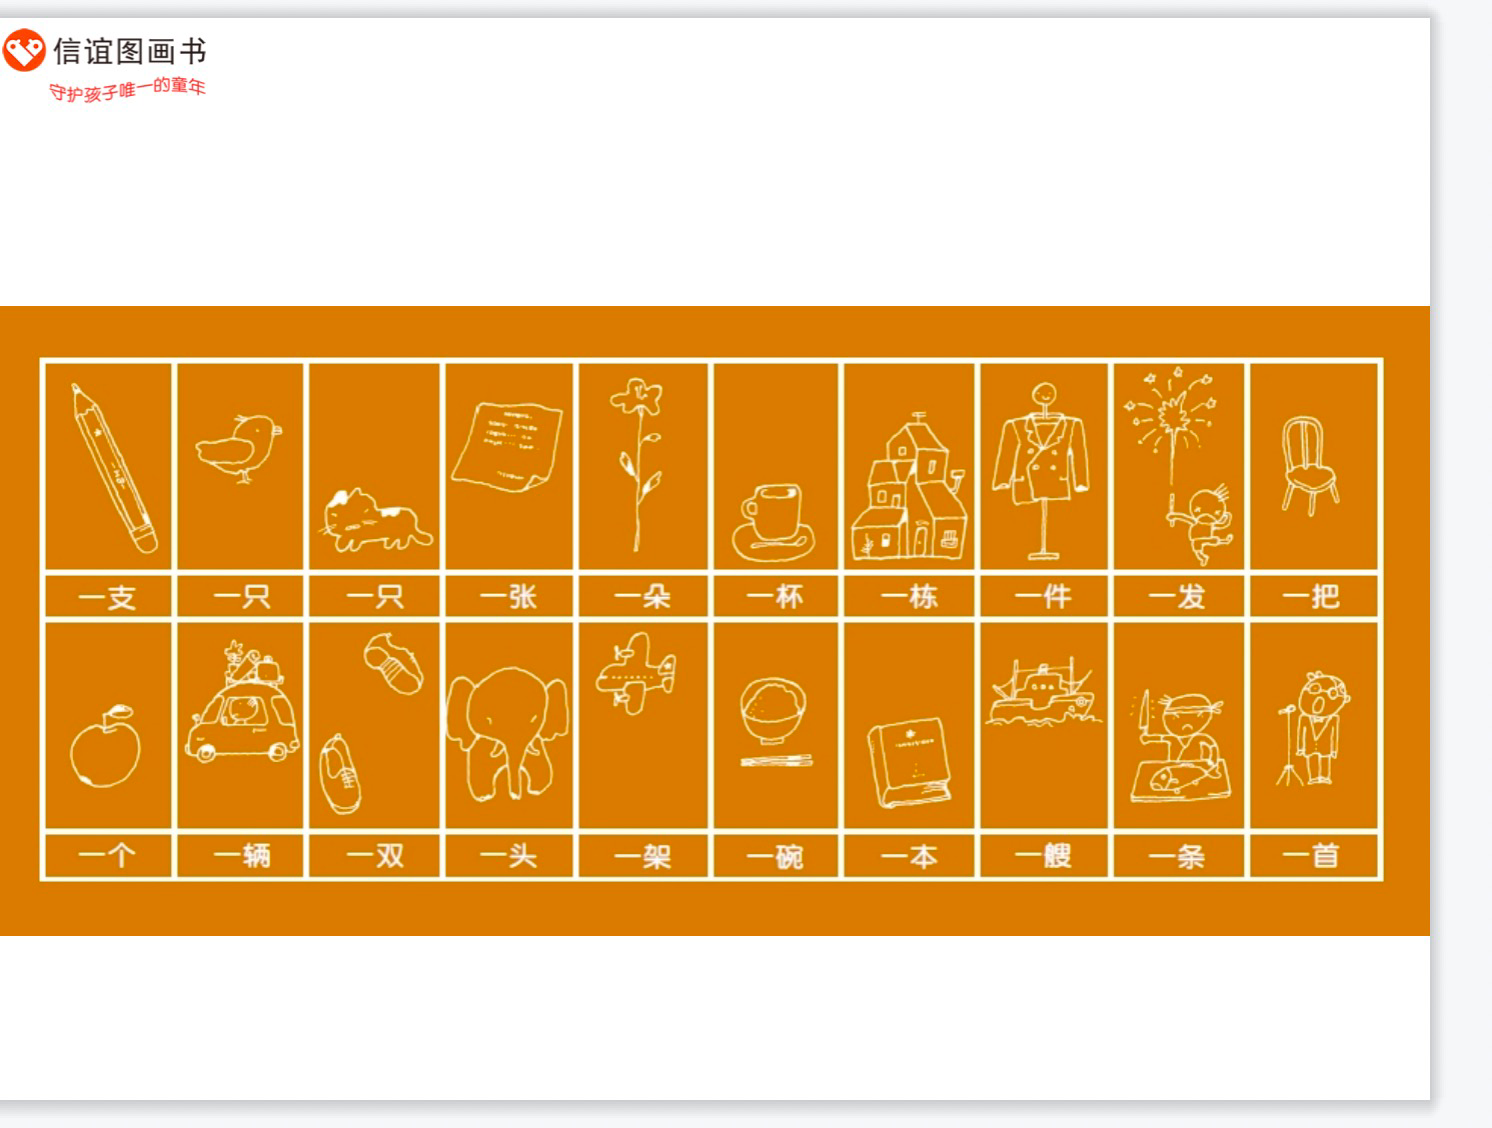 信谊图画书
守护孩子唯一的童年
一支 一只 一只 一张 一朵 一杯 一栋 一件 一发 一把
一个 一辆 一双 一头 一架 一碗 一本 一艘 一条 一首